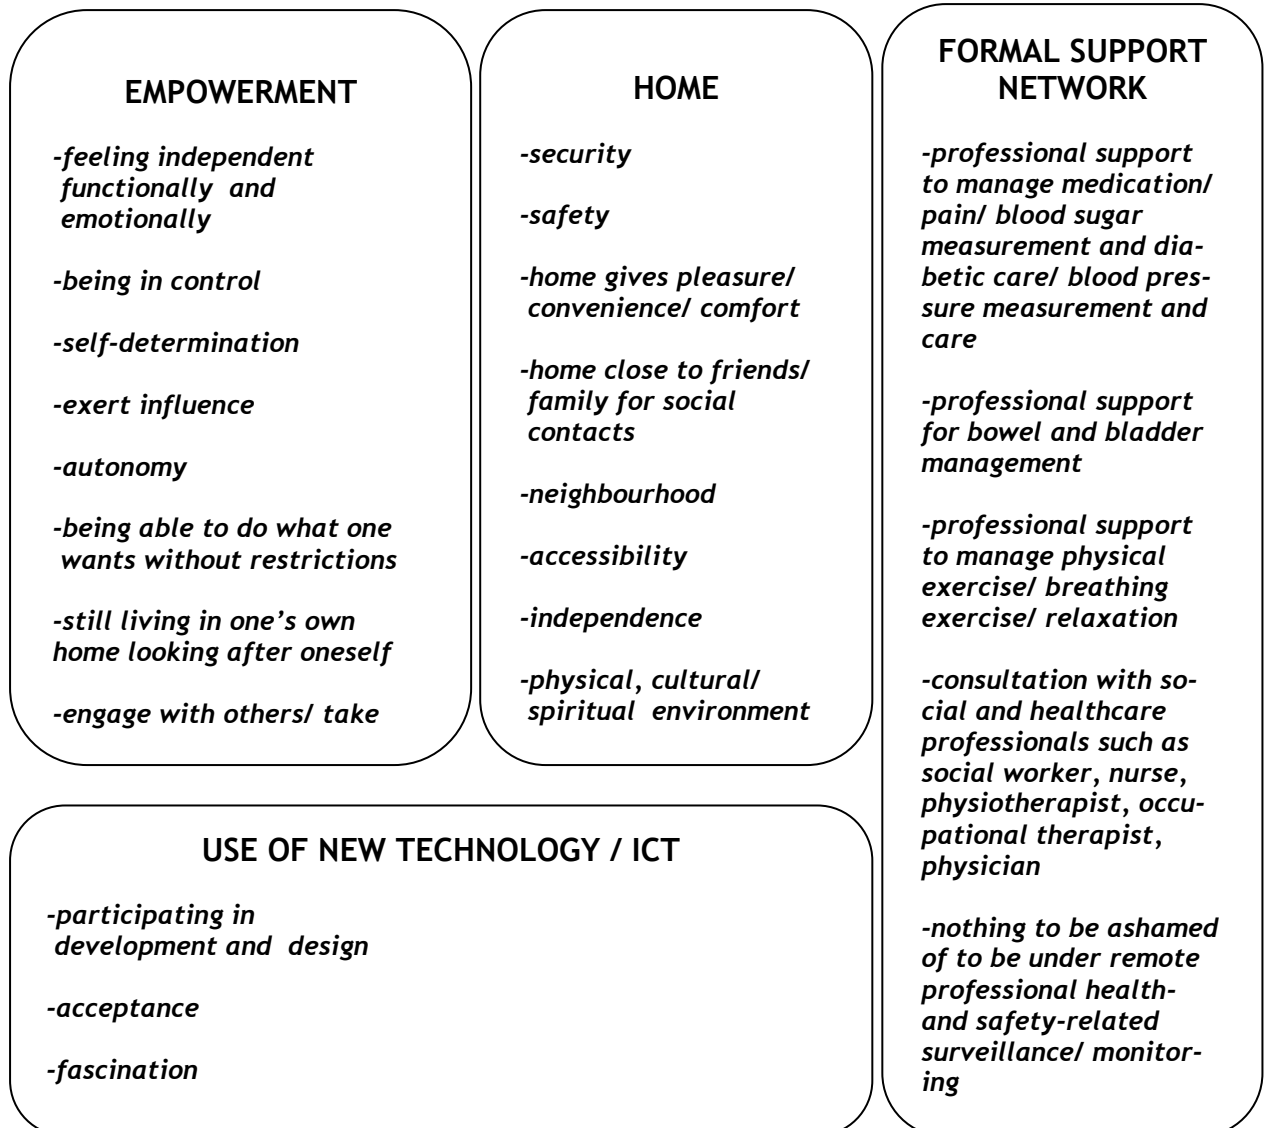 EMPOWERMENT
-feeling independent
functionally and
emotionally
-being in control
-self-determination
-exert influence
-autonomy
-being able to do what one
wants without restrictions
-still living in one’s own
home looking after oneself
-engage with others/ take
HOME
-security
-safety
-home gives pleasure/
convenience/ comfort
-home close to friends/
family for social
contacts
-neighbourhood
-accessibility
-independence
-physical, cultural/
spiritual environment
FORMAL SUPPORT
NETWORK
-professional support
to manage medication/
pain/ blood sugar
measurement and dia-
betic care/ blood pres-
sure measurement and
care
-professional support
for bowel and bladder
management
-professional support
to manage physical
exercise/ breathing
exercise/ relaxation
-consultation with so-
cial and healthcare
professionals such as
social worker, nurse,
physiotherapist, occu-
pational therapist,
physician
-nothing to be ashamed
of to be under remote
professional health-
and safety-related
surveillance/ monitor-
ing
USE OF NEW TECHNOLOGY / ICT
-participating in
development and design
-acceptance
-fascination